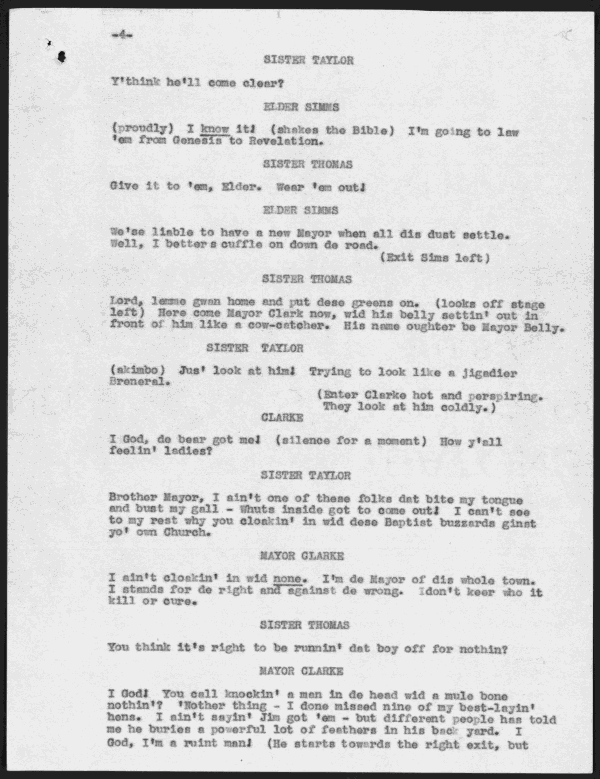 -4-
SISTER TAYLOR
Y'think he'll come clear?
ELDER SIMMS
(proudly) I know it! (shakes the Bible) I'm going to law
'em from Genesis to Revelation.
SISTER THOMAS
Give it to 'em, Elder. Wear 'em out!
ELDER SIMMS
We'se liable to have a new Mayor when all dis dust settle.
Well, I better s cuffle on down de road.
(Exit Sims left)
SISTER THOMAS
Lord, lemme gwan home and put dese greens on. (looks off stage
left) Here come Mayor Clark now, wid his belly settin' out in
front of him like a cow-catcher. His name oughter be Mayor Belly.
SISTER TAYLOR
(akimbo) Jus' look at him! Trying to look like a jigadier
Breneral.
(Enter Clarke hot and perspiring.
They look at him coldly.)
CLARKE
I God, de bear got me! (silence for a moment) How y'all
feelin' ladies?
SISTER TAYLOR
Brother Mayor, I ain't one of these folks dat bite my tongue
and bust my gall - Whuts inside got to come out! I can't see
to my rest why you cloakin' in wid dese Baptist buzzards ginst
yo' own Church.
MAYOR CLARKE
I ain't cloakin' in wid none. I'm de Mayor of dis whole town.
I stands for de right and against de wrong. Idon't keer who it
kill or cure.
SISTER THOMAS
You think it's right to be runnin' dat boy off for nothin?
MAYOR CLARKE
I God! You call knockin' a man in de head wid a mule bone
nothin'? 'Nother thing - I done missed nine of my best-layin'
hens. I ain't sayin' Jim got 'em - but different people has told
me he buries a powerful lot of feathers in his back yard. I
God, I'm a ruint man! (He starts towards the right exit, but